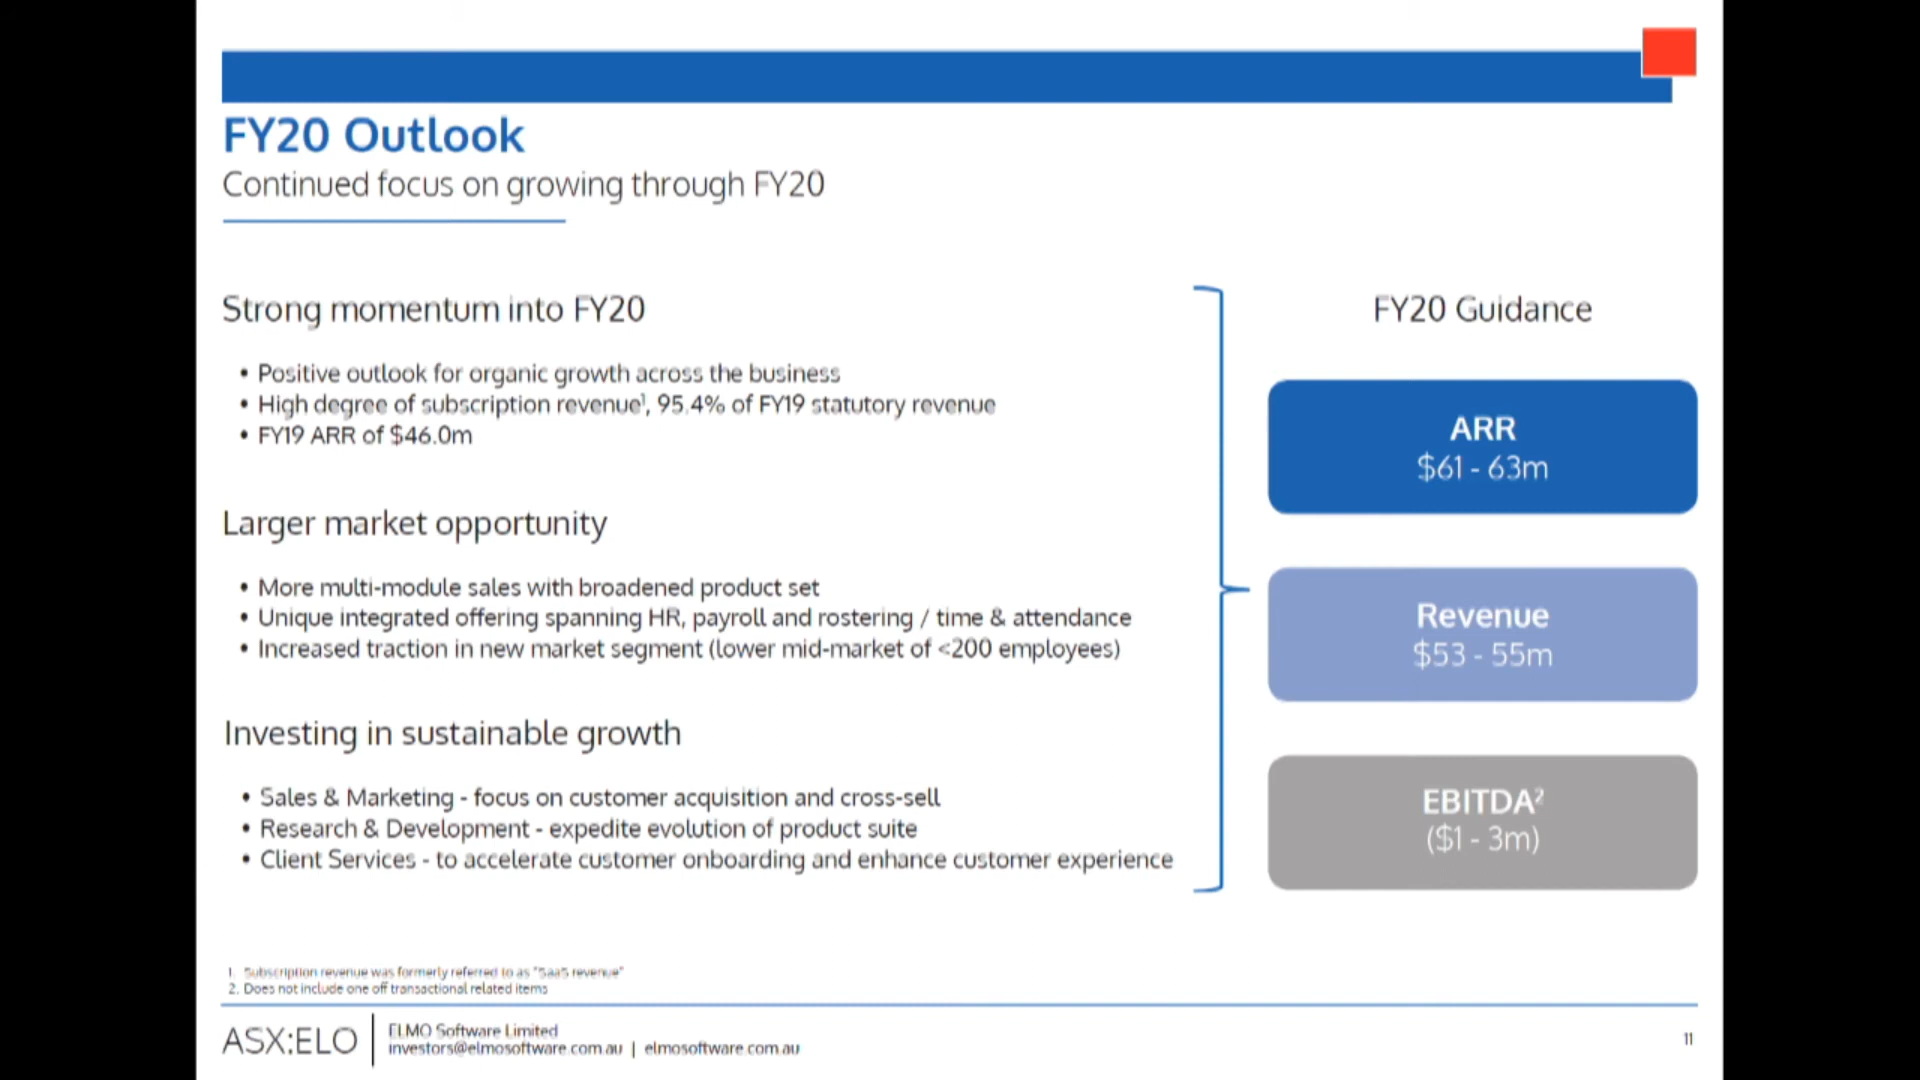 FY20 Outlook
Continued focus on growing through FY20
Strong momentum into FY20
• Positive outlook for organic growth across the business
• High degree of subscription revenue¹, 95.4% of FY19 statutory revenue
• FY19 ARR of $46.0m
Larger market opportunity
• More multi-module sales with broadened product set
• Unique integrated offering spanning HR, payroll and rostering / time & attendance
• Increased traction in new market segment (lower mid-market of <200 employees)
Investing in sustainable growth
• Sales & Marketing - focus on customer acquisition and cross-sell
• Research & Development - expedite evolution of product suite
• Client Services - to accelerate customer onboarding and enhance customer experience
FY20 Guidance
ARR
$61 - 63m
Revenue
$53 - 55m
EBITDA²
($1 - 3m)
1. Subscription revenue was formerly referred to as "SaaS revenue"
2. Does not include one off transactional related items
ASX:ELO
ELMO Software Limited
investors@elmosoftware.com.au | elmosoftware.com.au
11